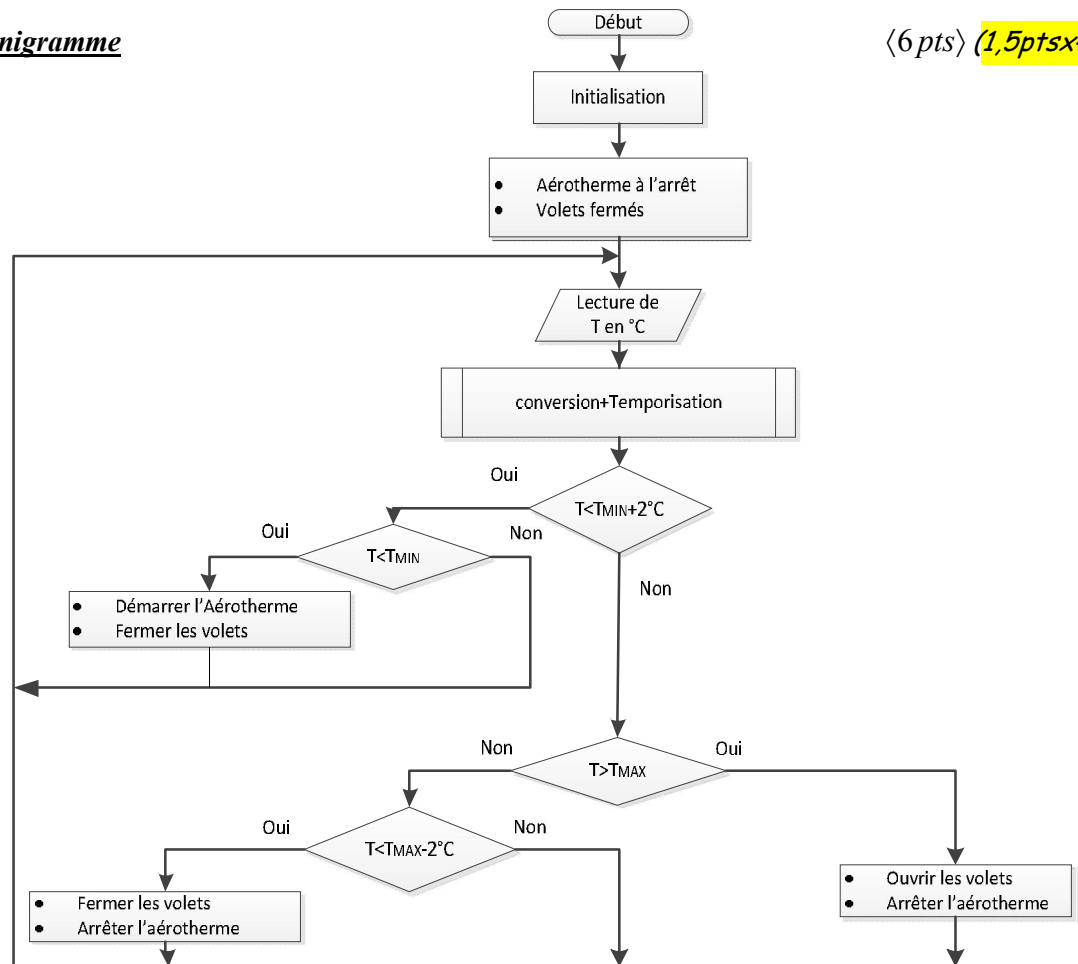 Début
nigramme
⟨6 pts⟩ (1,5ptsx
Initialisation
• Aérotherme à l'arrêt
• Volets fermés
Lecture de
T en °C
conversion+Temporisation
Oui
T<TMIN+2°C
Oui
Non
T<TMIN
Non
• Démarrer l'Aérotherme
• Fermer les volets
Non
Oui
T>TMAX
Oui
Non
T<TMAX-2°C
• Fermer les volets
• Arrêter l'aérotherme
• Ouvrir les volets
• Arrêter l'aérotherme